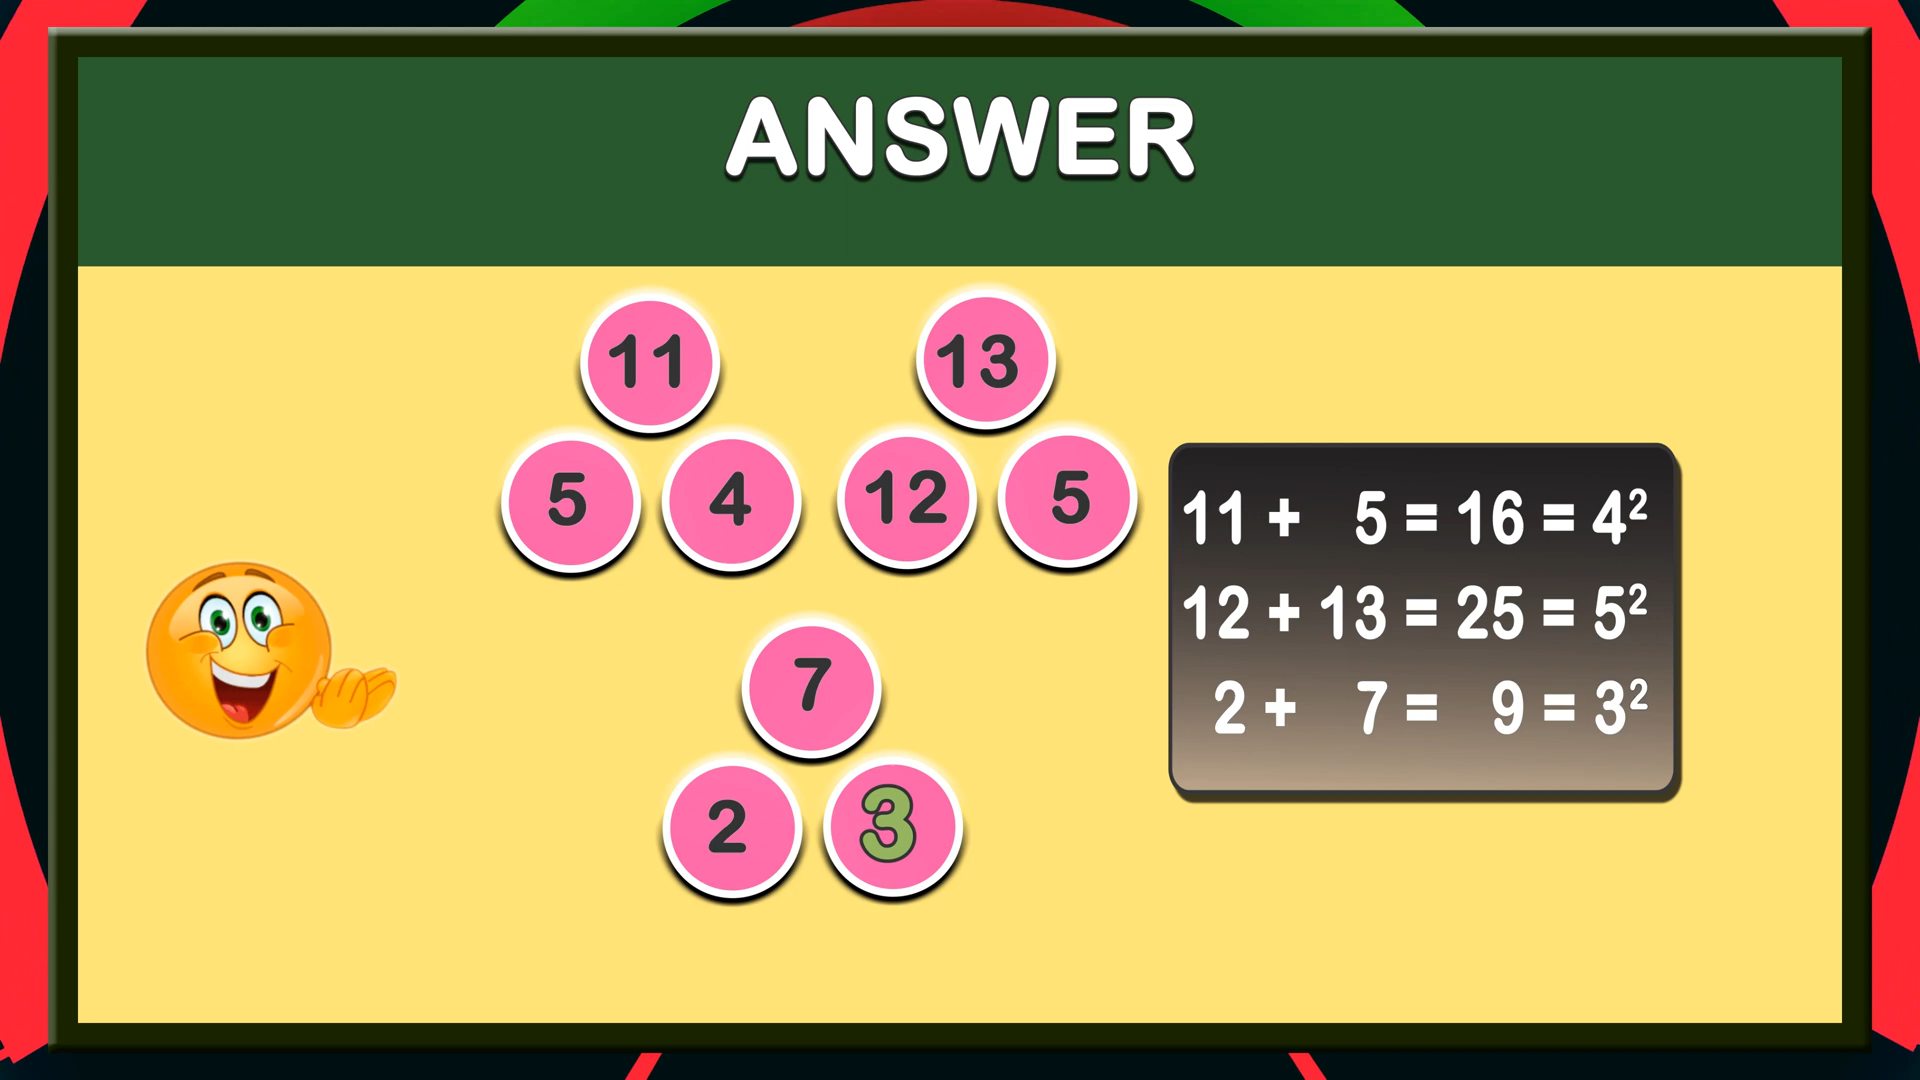 ANSWER
11 13
5 4 12 5
7
2 3
11 + 5 = 16 = 4²
12 + 13 = 25 = 5²
2 + 7 = 9 = 3²